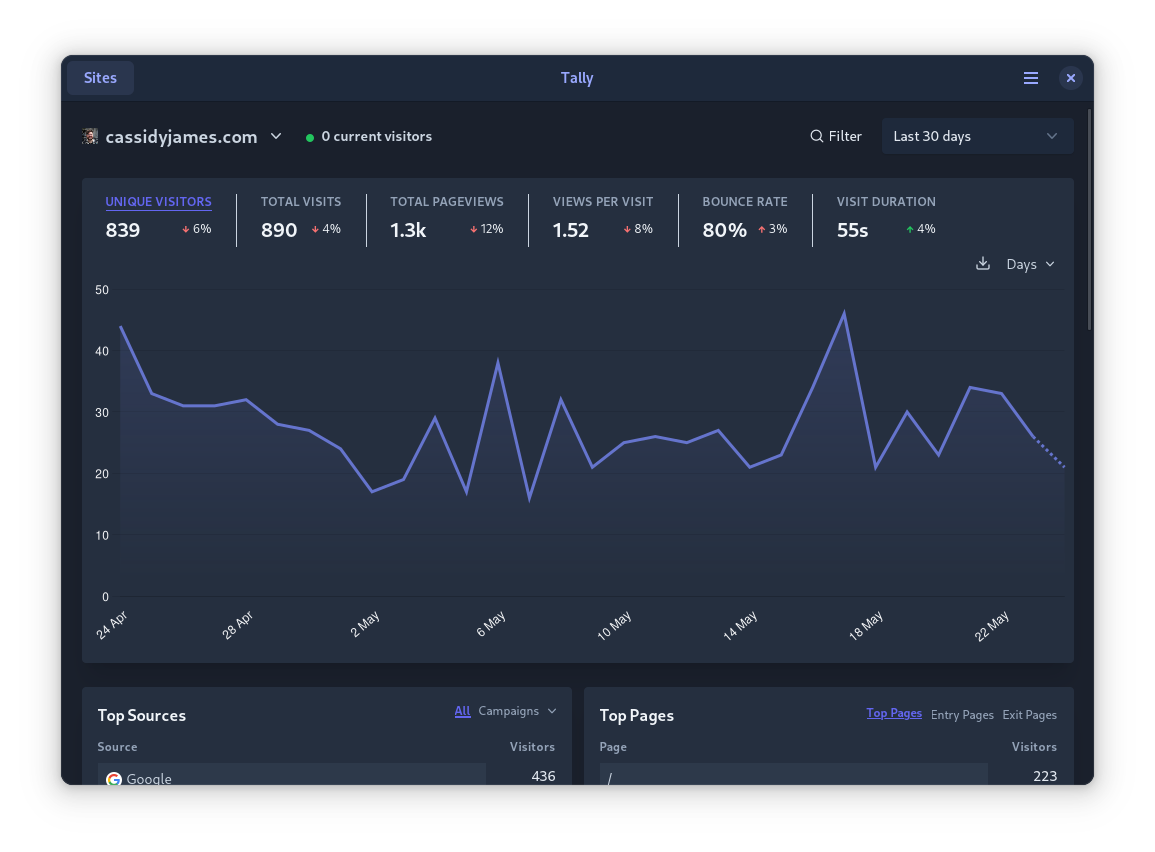 Sites
Tally
cassidyjames.com
0 current visitors
Filter
Last 30 days
UNIQUE VISITORS
839
6%
TOTAL VISITS
890
4%
TOTAL PAGEVIEWS
1.3k
12%
VIEWS PER VISIT
1.52
8%
BOUNCE RATE
80%
3%
VISIT DURATION
55s
4%
Days
50
40
30
20
10
0
24 Apr
28 Apr
2 May
6 May
10 May
14 May
18 May
22 May
Top Sources
All
Campaigns
Source
Visitors
Google
436
Top Pages
Top Pages
Entry Pages
Exit Pages
Page
Visitors
/
223